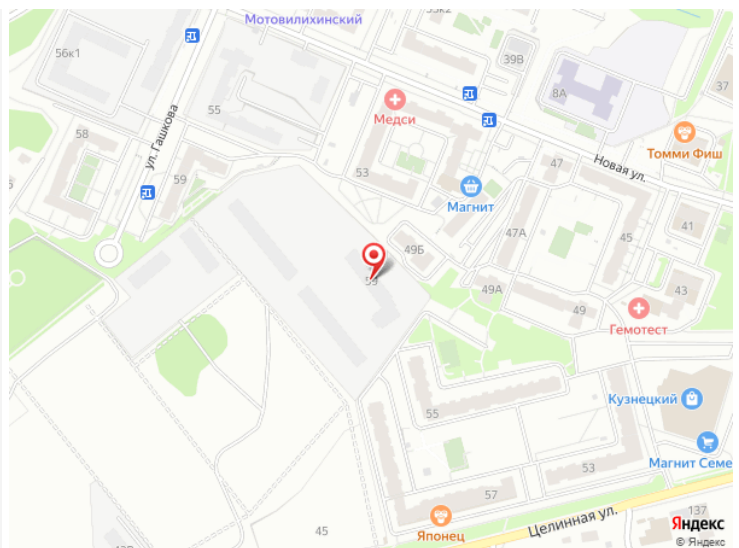 Мотовилихинский
53к2
56к1
39В
37
8А
55
Медси
58
ул. Гашкова
Томми Фиш
53
47
Новая ул.
59
Магнит
41
47А
45
49Б
49А
43
49
Гемотест
Кузнецкий
55
Магнит Семе
53
57
137
Целинная ул.
Японец
45
Яндекс
© Яндекс